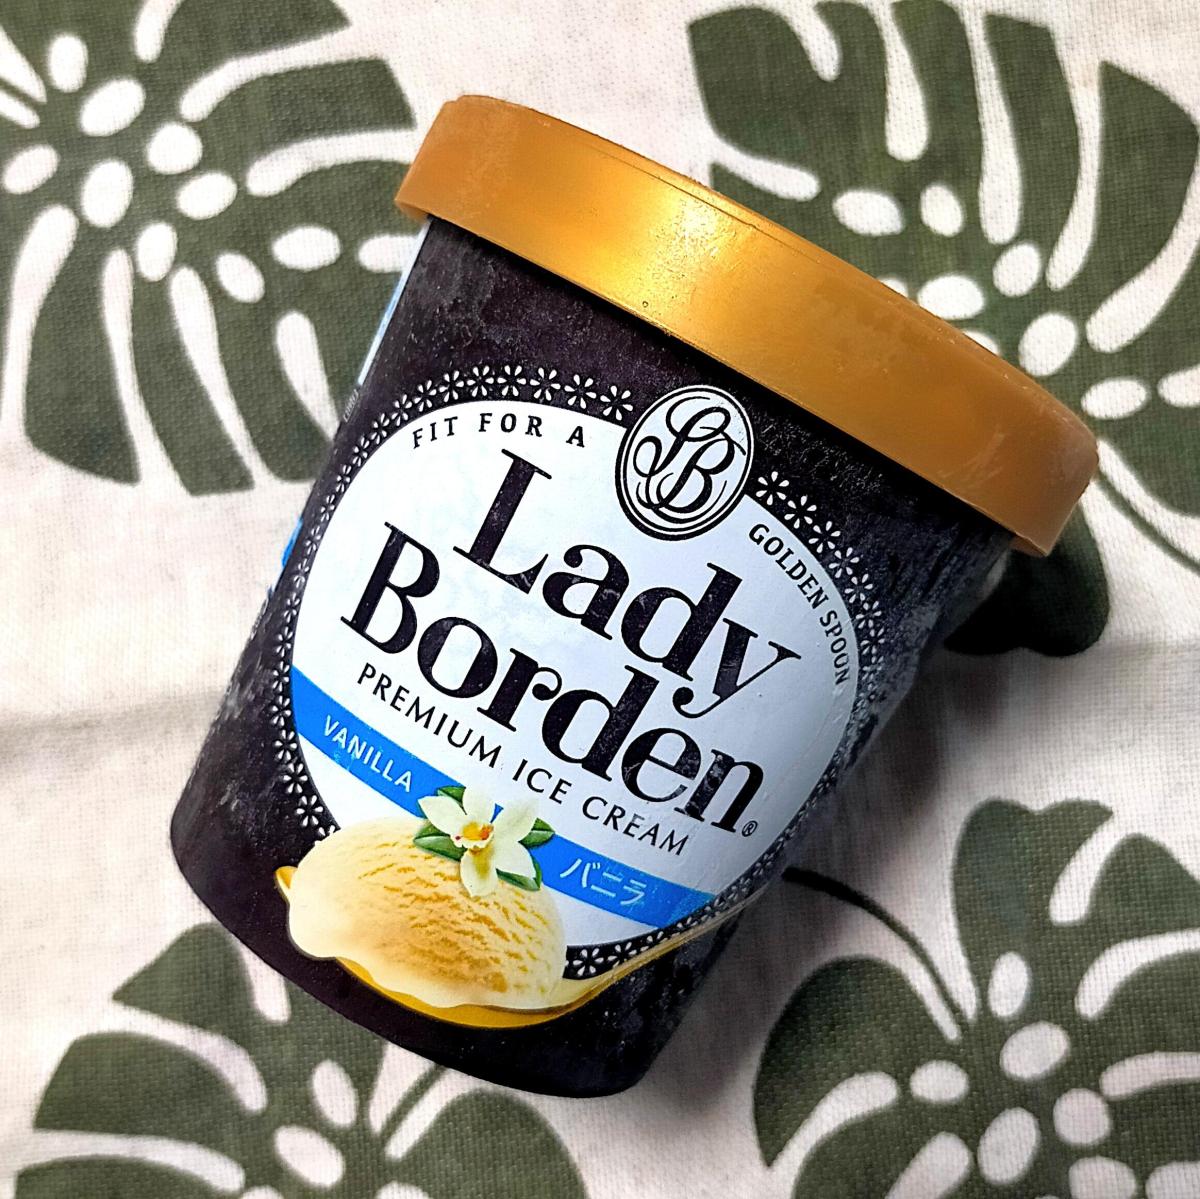 FIT FOR A
LB
GOLDEN SPOON
Lady
Borden®
PREMIUM ICE CREAM
VANILLA
バニラ